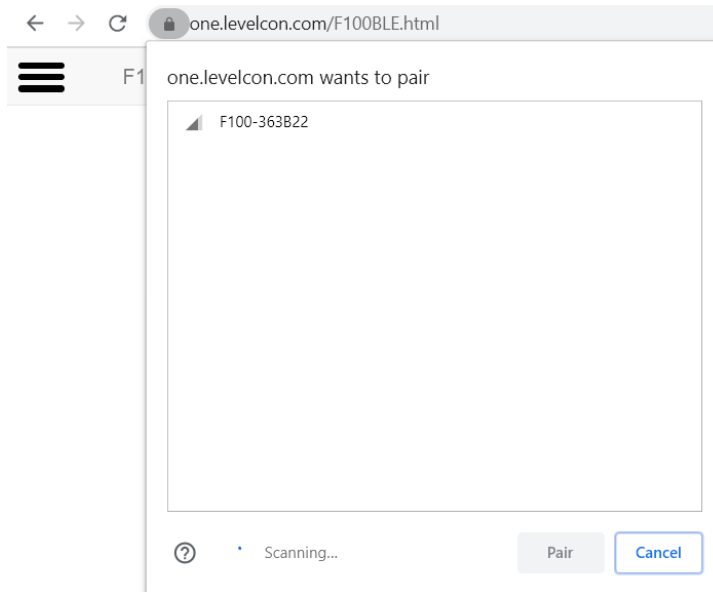 one.levelcon.com/F100BLE.html
F1
one.levelcon.com wants to pair
F100-363B22
Scanning...
Pair
Cancel